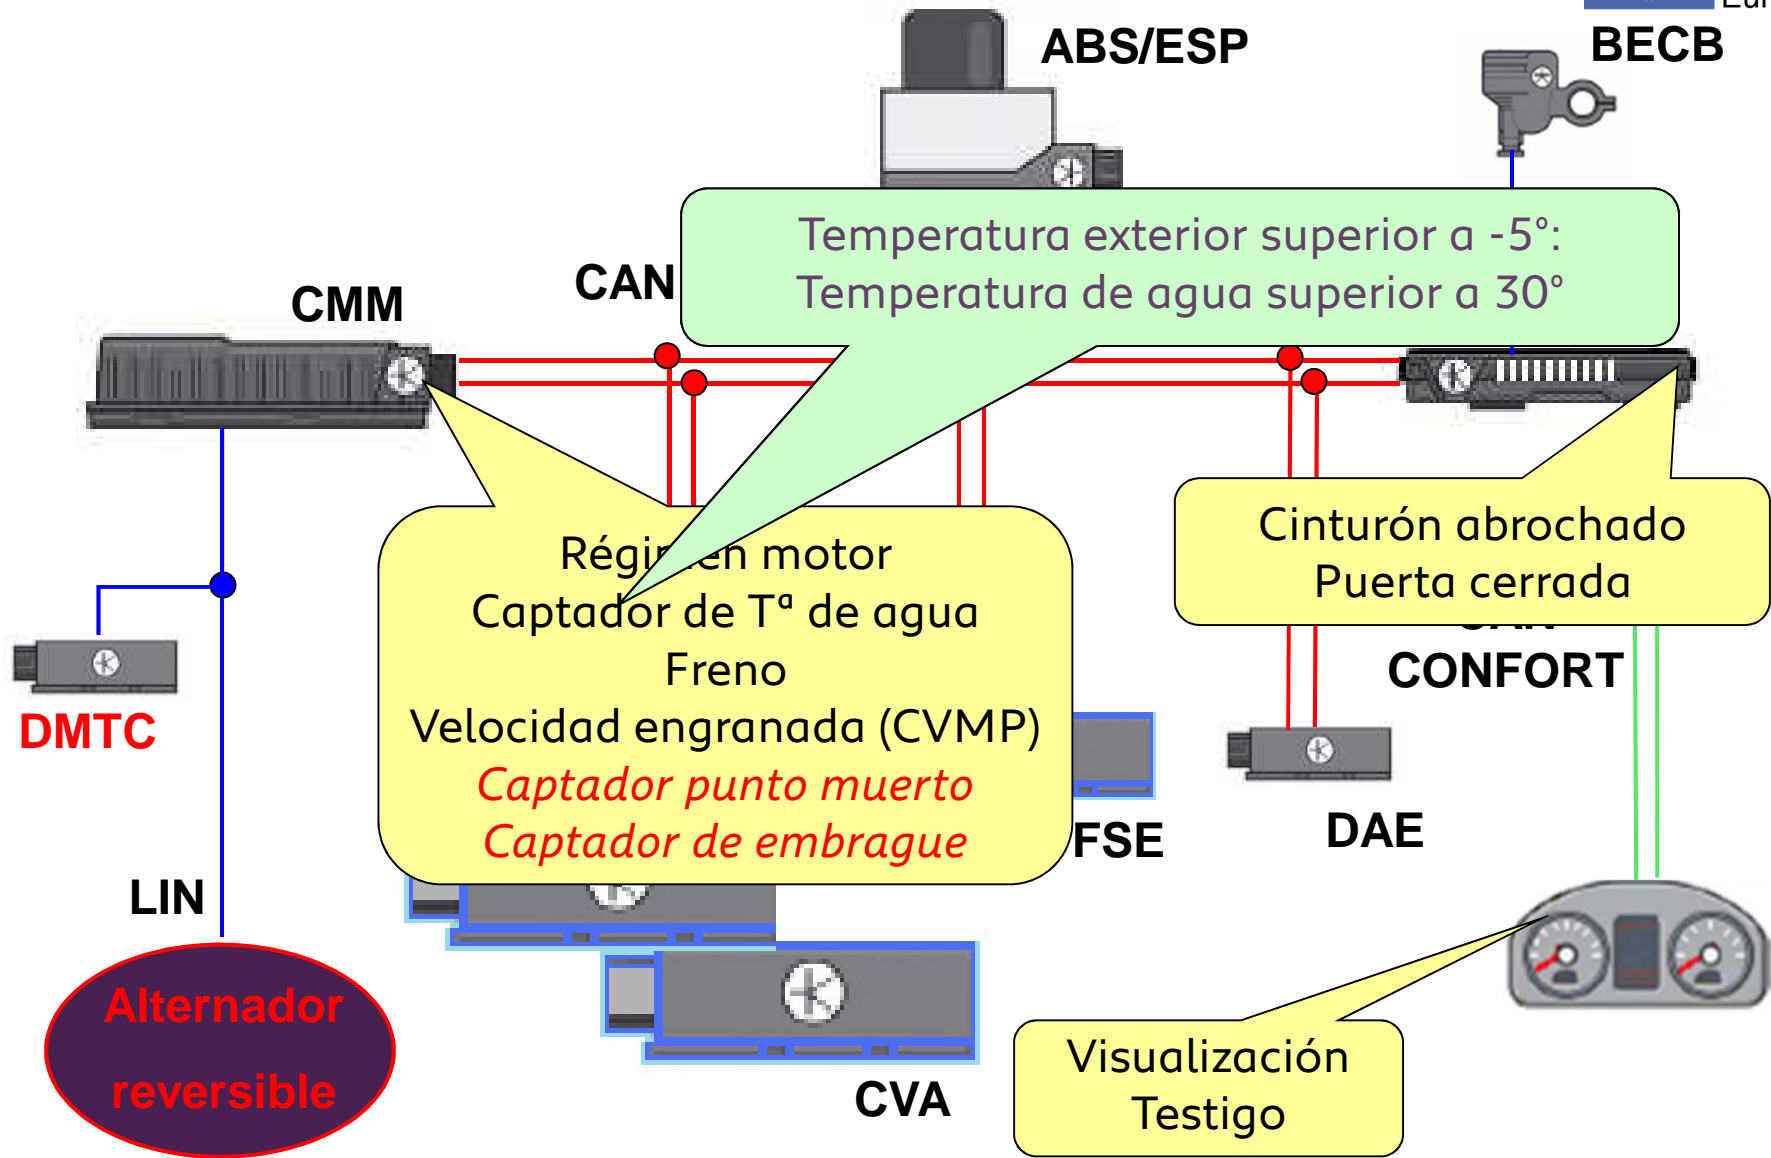 Eur
ABS/ESP
BECB
Temperatura exterior superior a -5°:
Temperatura de agua superior a 30°
CAN
CMM
Cinturón abrochado
Puerta cerrada
CONFORT
Régimen motor
Captador de Tª de agua
Freno
Velocidad engranada (CVMP)
Captador punto muerto
Captador de embrague
DMTC
FSE
DAE
LIN
Alternador
reversible
CVA
Visualización
Testigo